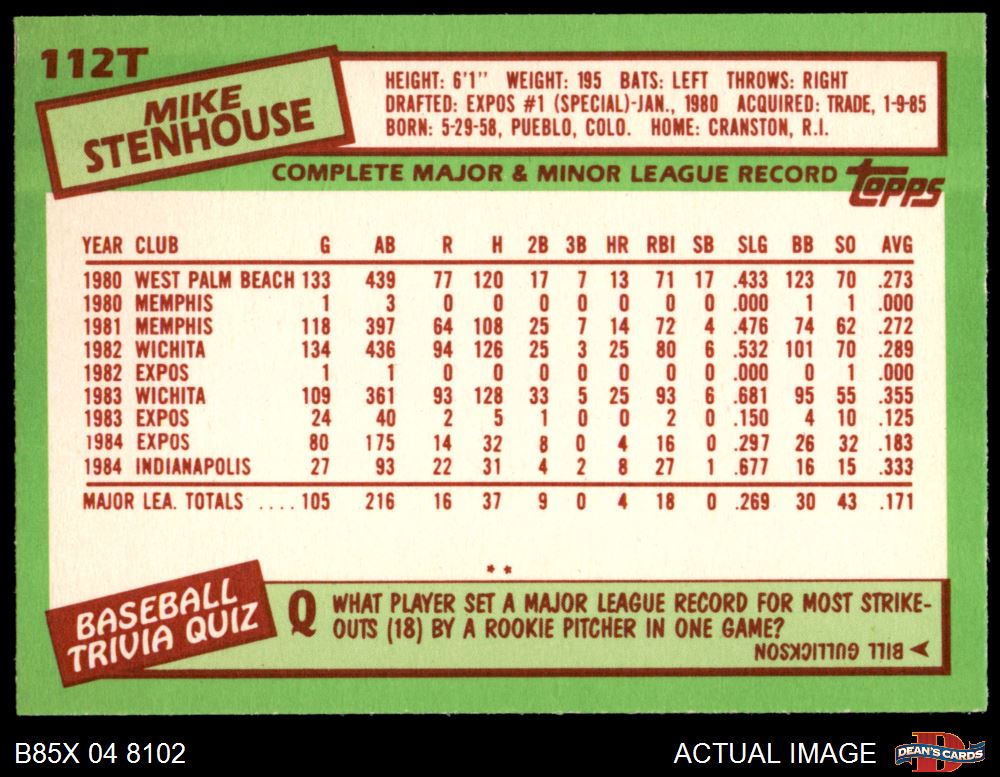 112T
MIKE
STENHOUSE
HEIGHT: 6'1'' WEIGHT: 195 BATS: LEFT THROWS: RIGHT
DRAFTED: EXPOS #1 (SPECIAL)-JAN., 1980 ACQUIRED: TRADE, 1-9-85
BORN: 5-29-58, PUEBLO, COLO. HOME: CRANSTON, R.I.
COMPLETE MAJOR & MINOR LEAGUE RECORD topps
YEAR CLUB G AB R H 2B 3B HR RBI SB SLG BB SO AVG
1980 WEST PALM BEACH 133 439 77 120 17 7 13 71 17 .433 123 70 .273
1980 MEMPHIS 1 3 0 0 0 0 0 0 0 .000 1 1 .000
1981 MEMPHIS 118 397 64 108 25 7 14 72 4 .476 74 62 .272
1982 WICHITA 134 436 94 126 25 3 25 80 6 .532 101 70 .289
1982 EXPOS 1 1 0 0 0 0 0 0 0 .000 0 1 .000
1983 WICHITA 109 361 93 128 33 5 25 93 6 .681 95 55 .355
1983 EXPOS 24 40 2 5 1 0 0 2 0 .150 4 10 .125
1984 EXPOS 80 175 14 32 8 0 4 16 0 .297 26 32 .183
1984 INDIANAPOLIS 27 93 22 31 4 2 8 27 1 .677 16 15 .333
MAJOR LEA. TOTALS .... 105 216 16 37 9 0 4 18 0 .269 30 43 .171
**
BASEBALL
TRIVIA QUIZ
Q WHAT PLAYER SET A MAJOR LEAGUE RECORD FOR MOST STRIKE-
OUTS (18) BY A ROOKIE PITCHER IN ONE GAME?
BILL GULLICKSON
B85X 04 8102
ACTUAL IMAGE
D
DEAN'S CARDS